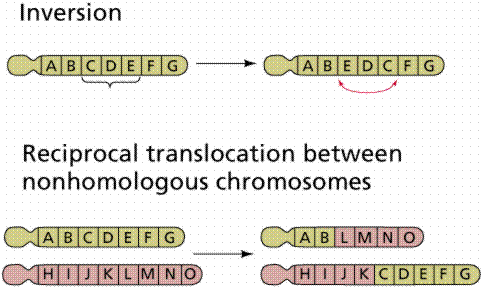 Inversion
A B C D E F G
A B E D C F G
Reciprocal translocation between
nonhomologous chromosomes
A B C D E F G
A B L M N O
H I J K L M N O
H I J K C D E F G